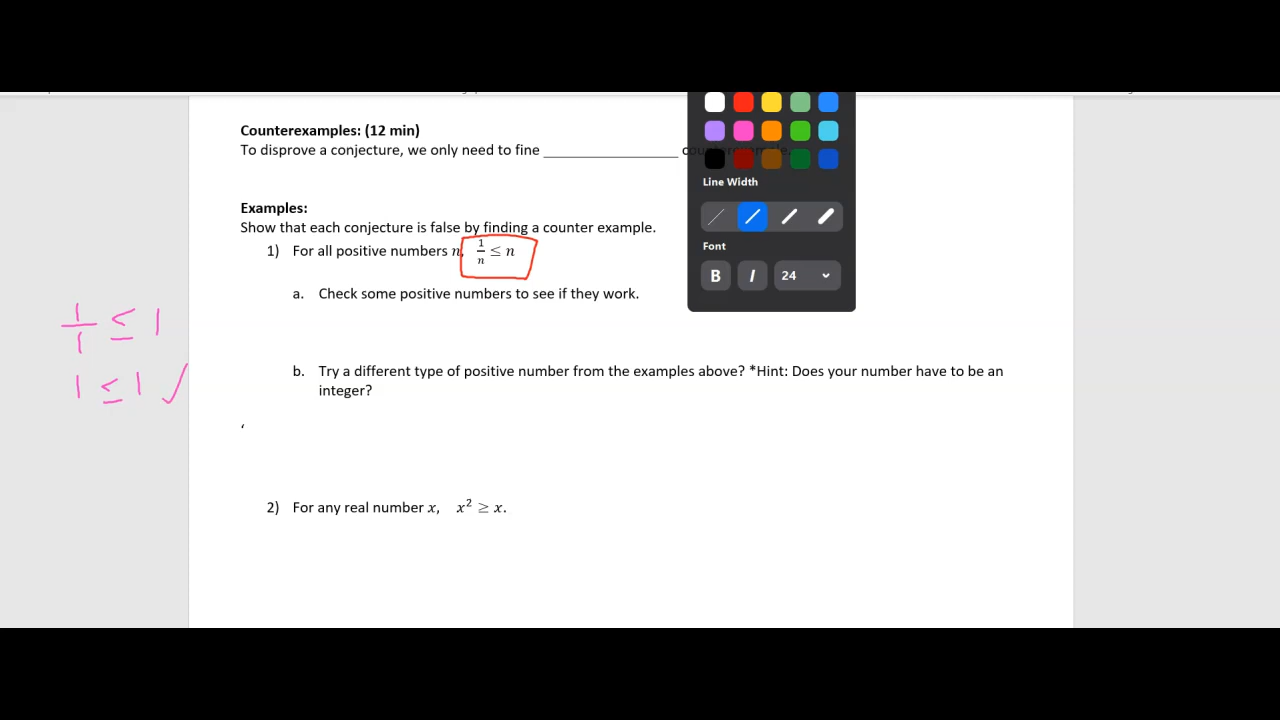 Counterexamples: (12 min)
To disprove a conjecture, we only need to fine _________________
Examples:
Show that each conjecture is false by finding a counter example.
1) For all positive numbers n, 1/n ≤ n
a. Check some positive numbers to see if they work.
1/1 ≤ 1
1 ≤ 1 ✓
b. Try a different type of positive number from the examples above? *Hint: Does your number have to be an
integer?
‘
2) For any real number x, x² ≥ x.
Line Width
Font
B I 24